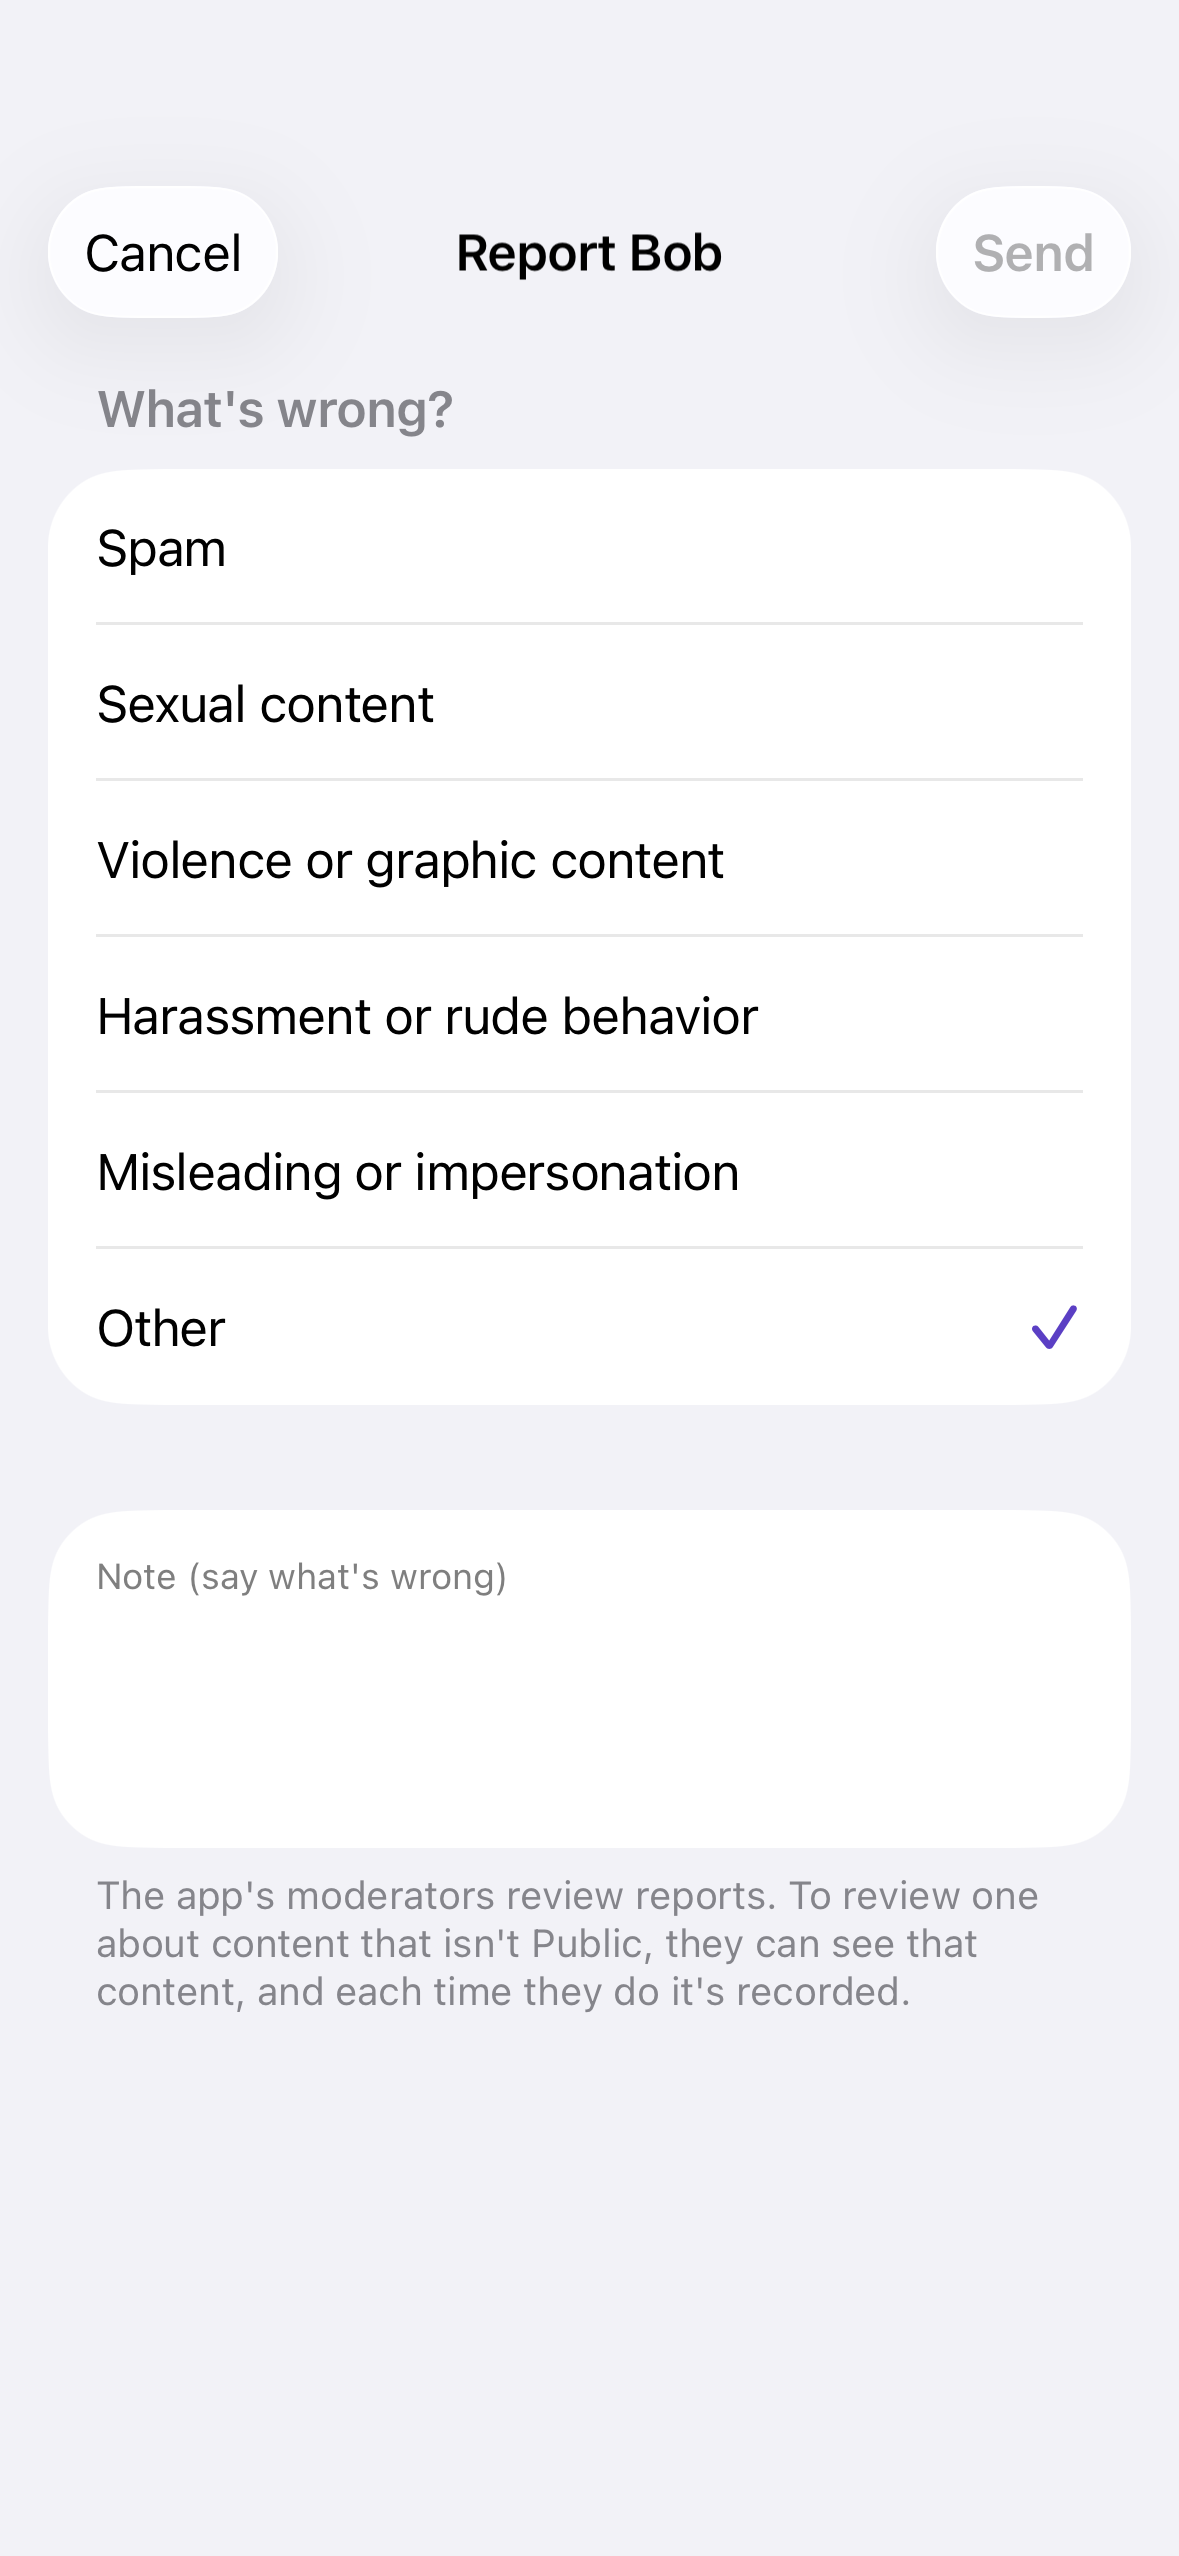 Cancel
Report Bob
Send
What's wrong?
Spam
Sexual content
Violence or graphic content
Harassment or rude behavior
Misleading or impersonation
Other
Note (say what's wrong)
The app's moderators review reports. To review one
about content that isn't Public, they can see that
content, and each time they do it's recorded.